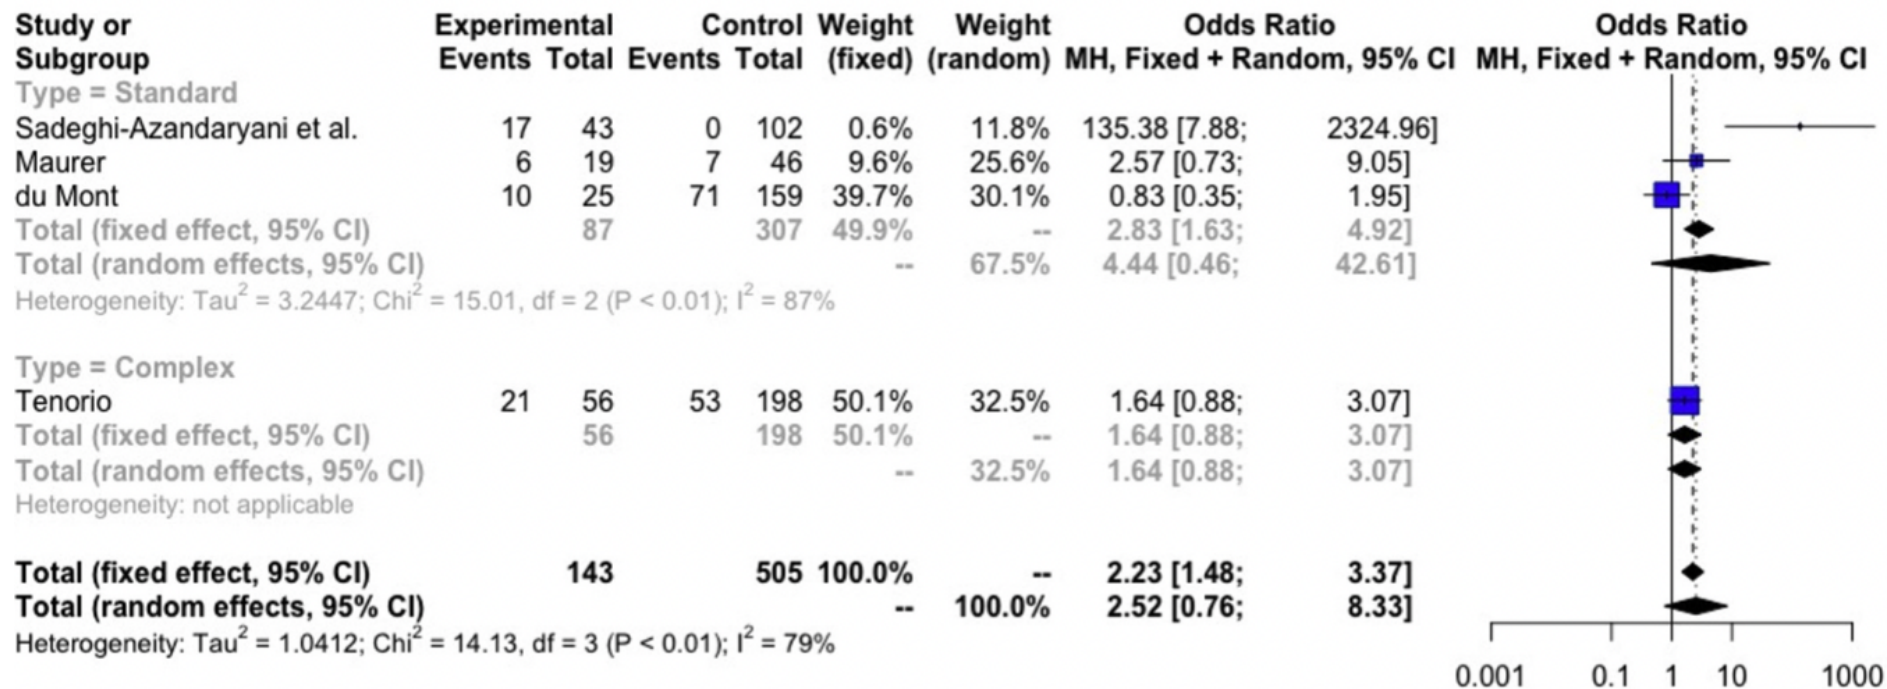 Study or Experimental Control Weight Weight Odds Ratio Odds Ratio
Subgroup Events Total Events Total (fixed) (random) MH, Fixed + Random, 95% CI MH, Fixed + Random, 95% CI
Type = Standard
Sadeghi-Azandaryani et al. 17 43 0 102 0.6% 11.8% 135.38 [7.88; 2324.96]
Maurer 6 19 7 46 9.6% 25.6% 2.57 [0.73; 9.05]
du Mont 10 25 71 159 39.7% 30.1% 0.83 [0.35; 1.95]
Total (fixed effect, 95% CI) 87 307 49.9% -- 2.83 [1.63; 4.92]
Total (random effects, 95% CI) -- 67.5% 4.44 [0.46; 42.61]
Heterogeneity: Tau² = 3.2447; Chi² = 15.01, df = 2 (P < 0.01); I² = 87%
Type = Complex
Tenorio 21 56 53 198 50.1% 32.5% 1.64 [0.88; 3.07]
Total (fixed effect, 95% CI) 56 198 50.1% -- 1.64 [0.88; 3.07]
Total (random effects, 95% CI) -- 32.5% 1.64 [0.88; 3.07]
Heterogeneity: not applicable
Total (fixed effect, 95% CI) 143 505 100.0% -- 2.23 [1.48; 3.37]
Total (random effects, 95% CI) -- 100.0% 2.52 [0.76; 8.33]
Heterogeneity: Tau² = 1.0412; Chi² = 14.13, df = 3 (P < 0.01); I² = 79%
0.001 0.1 1 10 1000